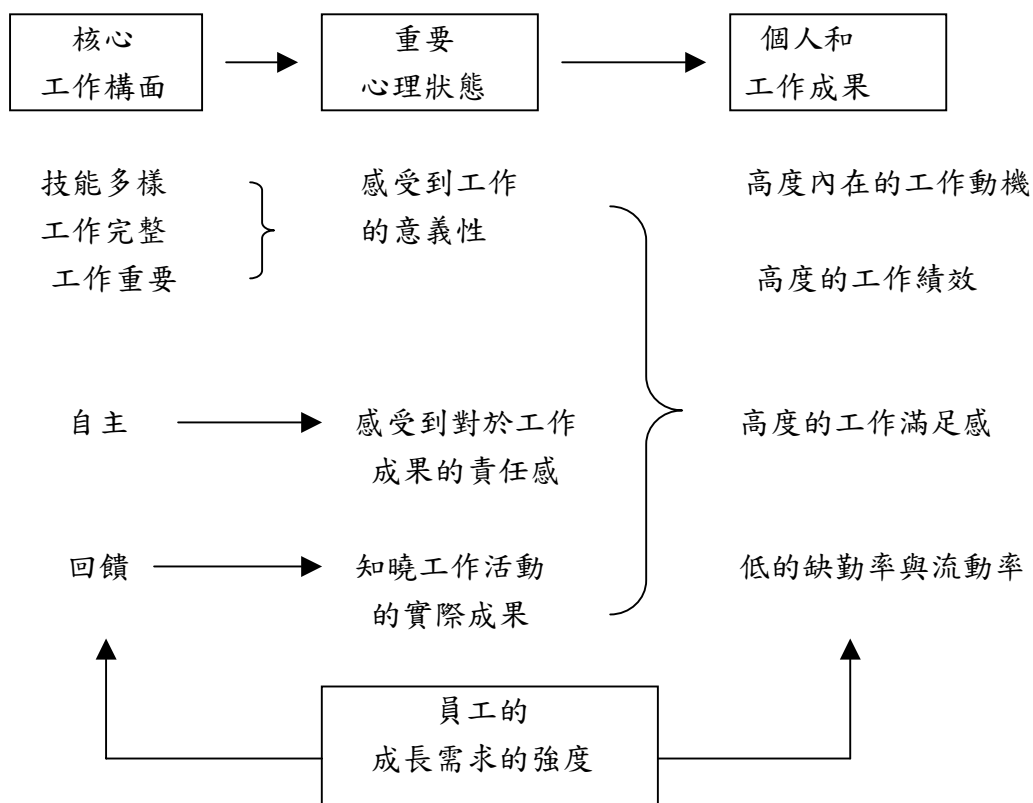 核心
工作構面
重要
心理狀態
個人和
工作成果
技能多樣
工作完整
工作重要
感受到工作
的意義性
高度內在的工作動機
高度的工作績效
自主
感受到對於工作
成果的責任感
高度的工作滿足感
回饋
知曉工作活動
的實際成果
低的缺勤率與流動率
員工的
成長需求的強度